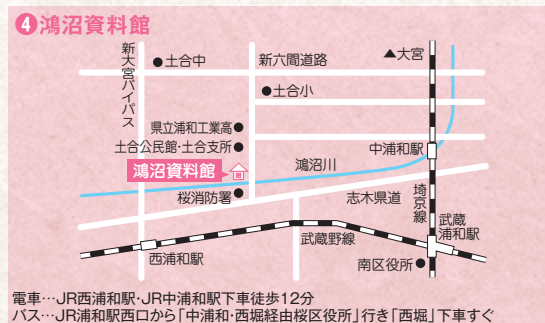 ❹鴻沼資料館
新大宮バイパス
●土合中
新六間道路
▲大宮
●土合小
県立浦和工業高●
土合公民館・土合支所●
中浦和駅
鴻沼資料館
鴻沼川
桜消防署●
志木県道
埼京線
武蔵浦和駅
武蔵野線
西浦和駅
南区役所●
電車…JR西浦和駅・JR中浦和駅下車徒歩12分
バス…JR浦和駅西口から「中浦和・西堀経由桜区役所」行き「西堀」下車すぐ